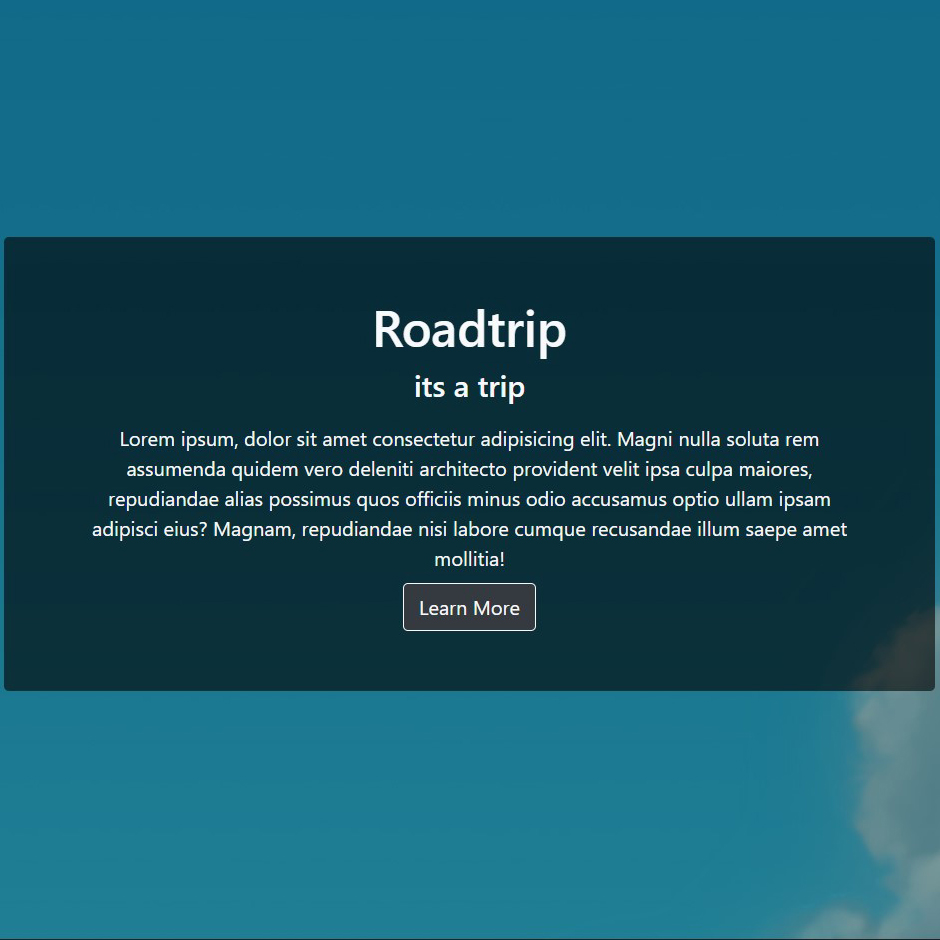 Roadtrip
its a trip
Lorem ipsum, dolor sit amet consectetur adipisicing elit. Magni nulla soluta rem
assumenda quidem vero deleniti architecto provident velit ipsa culpa maiores,
repudiandae alias possimus quos officiis minus odio accusamus optio ullam ipsam
adipisci eius? Magnam, repudiandae nisi labore cumque recusandae illum saepe amet
mollitia!
Learn More